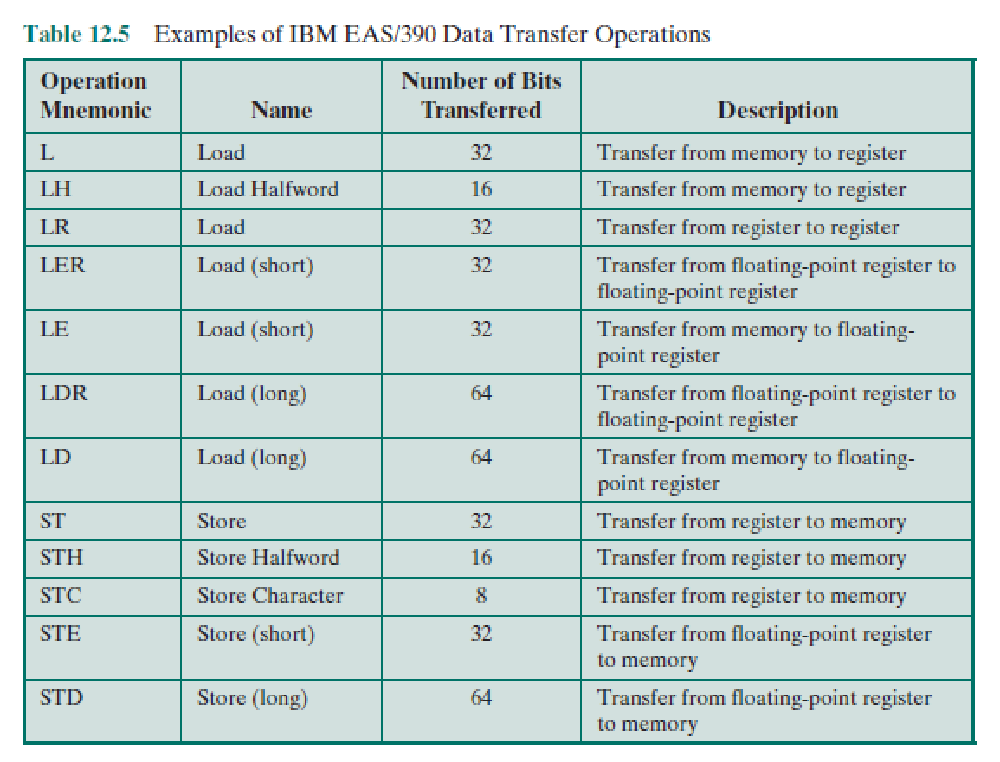 Table 12.5 Examples of IBM EAS/390 Data Transfer Operations
Operation Mnemonic Name Number of Bits Transferred Description
L Load 32 Transfer from memory to register
LH Load Halfword 16 Transfer from memory to register
LR Load 32 Transfer from register to register
LER Load (short) 32 Transfer from floating-point register to
floating-point register
LE Load (short) 32 Transfer from memory to floating-
point register
LDR Load (long) 64 Transfer from floating-point register to
floating-point register
LD Load (long) 64 Transfer from memory to floating-
point register
ST Store 32 Transfer from register to memory
STH Store Halfword 16 Transfer from register to memory
STC Store Character 8 Transfer from register to memory
STE Store (short) 32 Transfer from floating-point register
to memory
STD Store (long) 64 Transfer from floating-point register
to memory